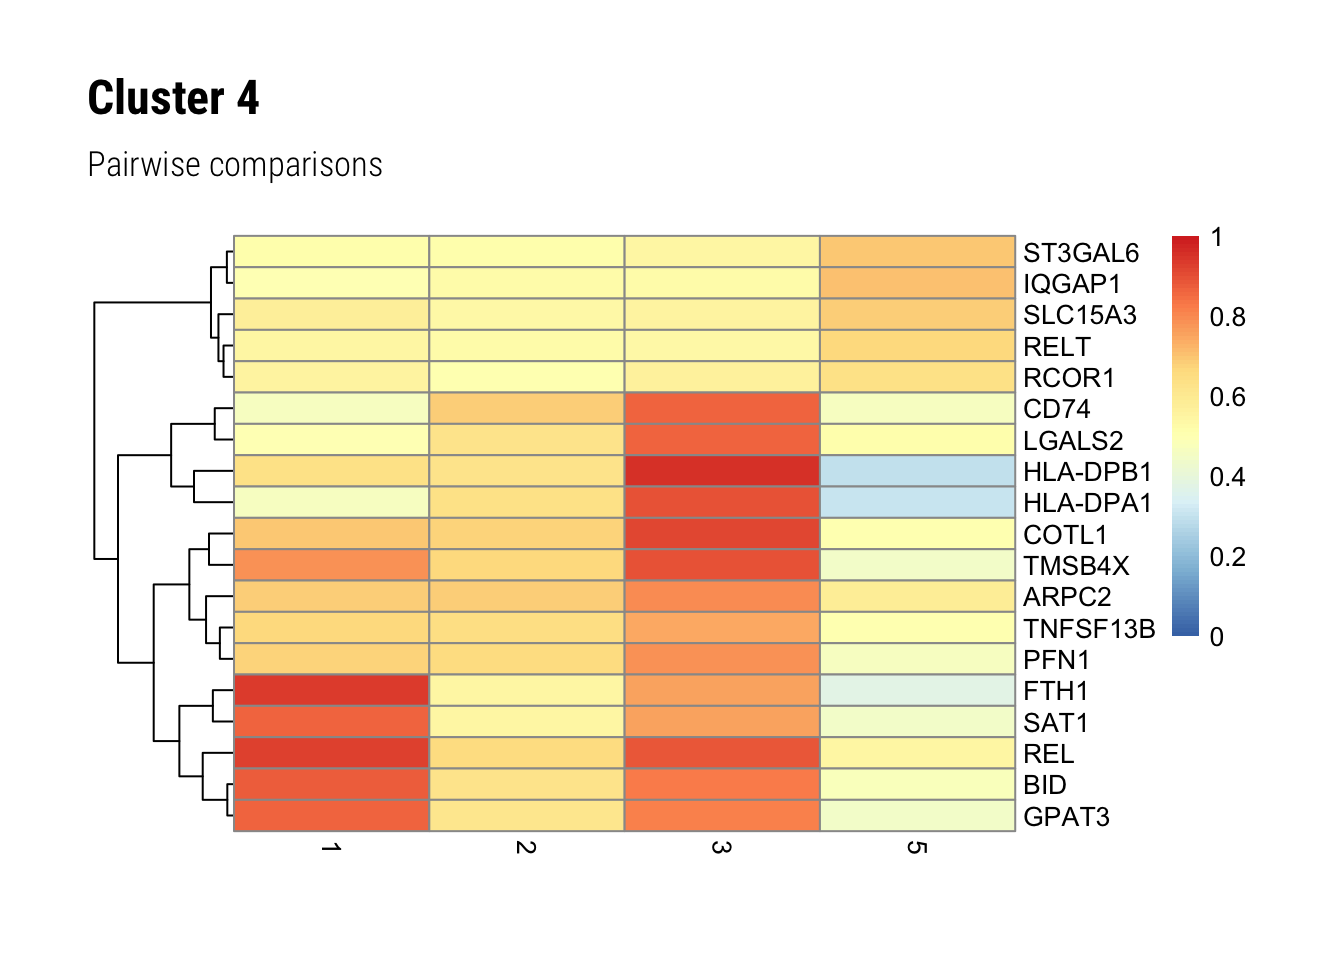 Cluster 4
Pairwise comparisons
ST3GAL6
IQGAP1
SLC15A3
RELT
RCOR1
CD74
LGALS2
HLA-DPB1
HLA-DPA1
COTL1
TMSB4X
ARPC2
TNFSF13B
PFN1
FTH1
SAT1
REL
BID
GPAT3
1
0.8
0.6
0.4
0.2
0
1 2 3 5